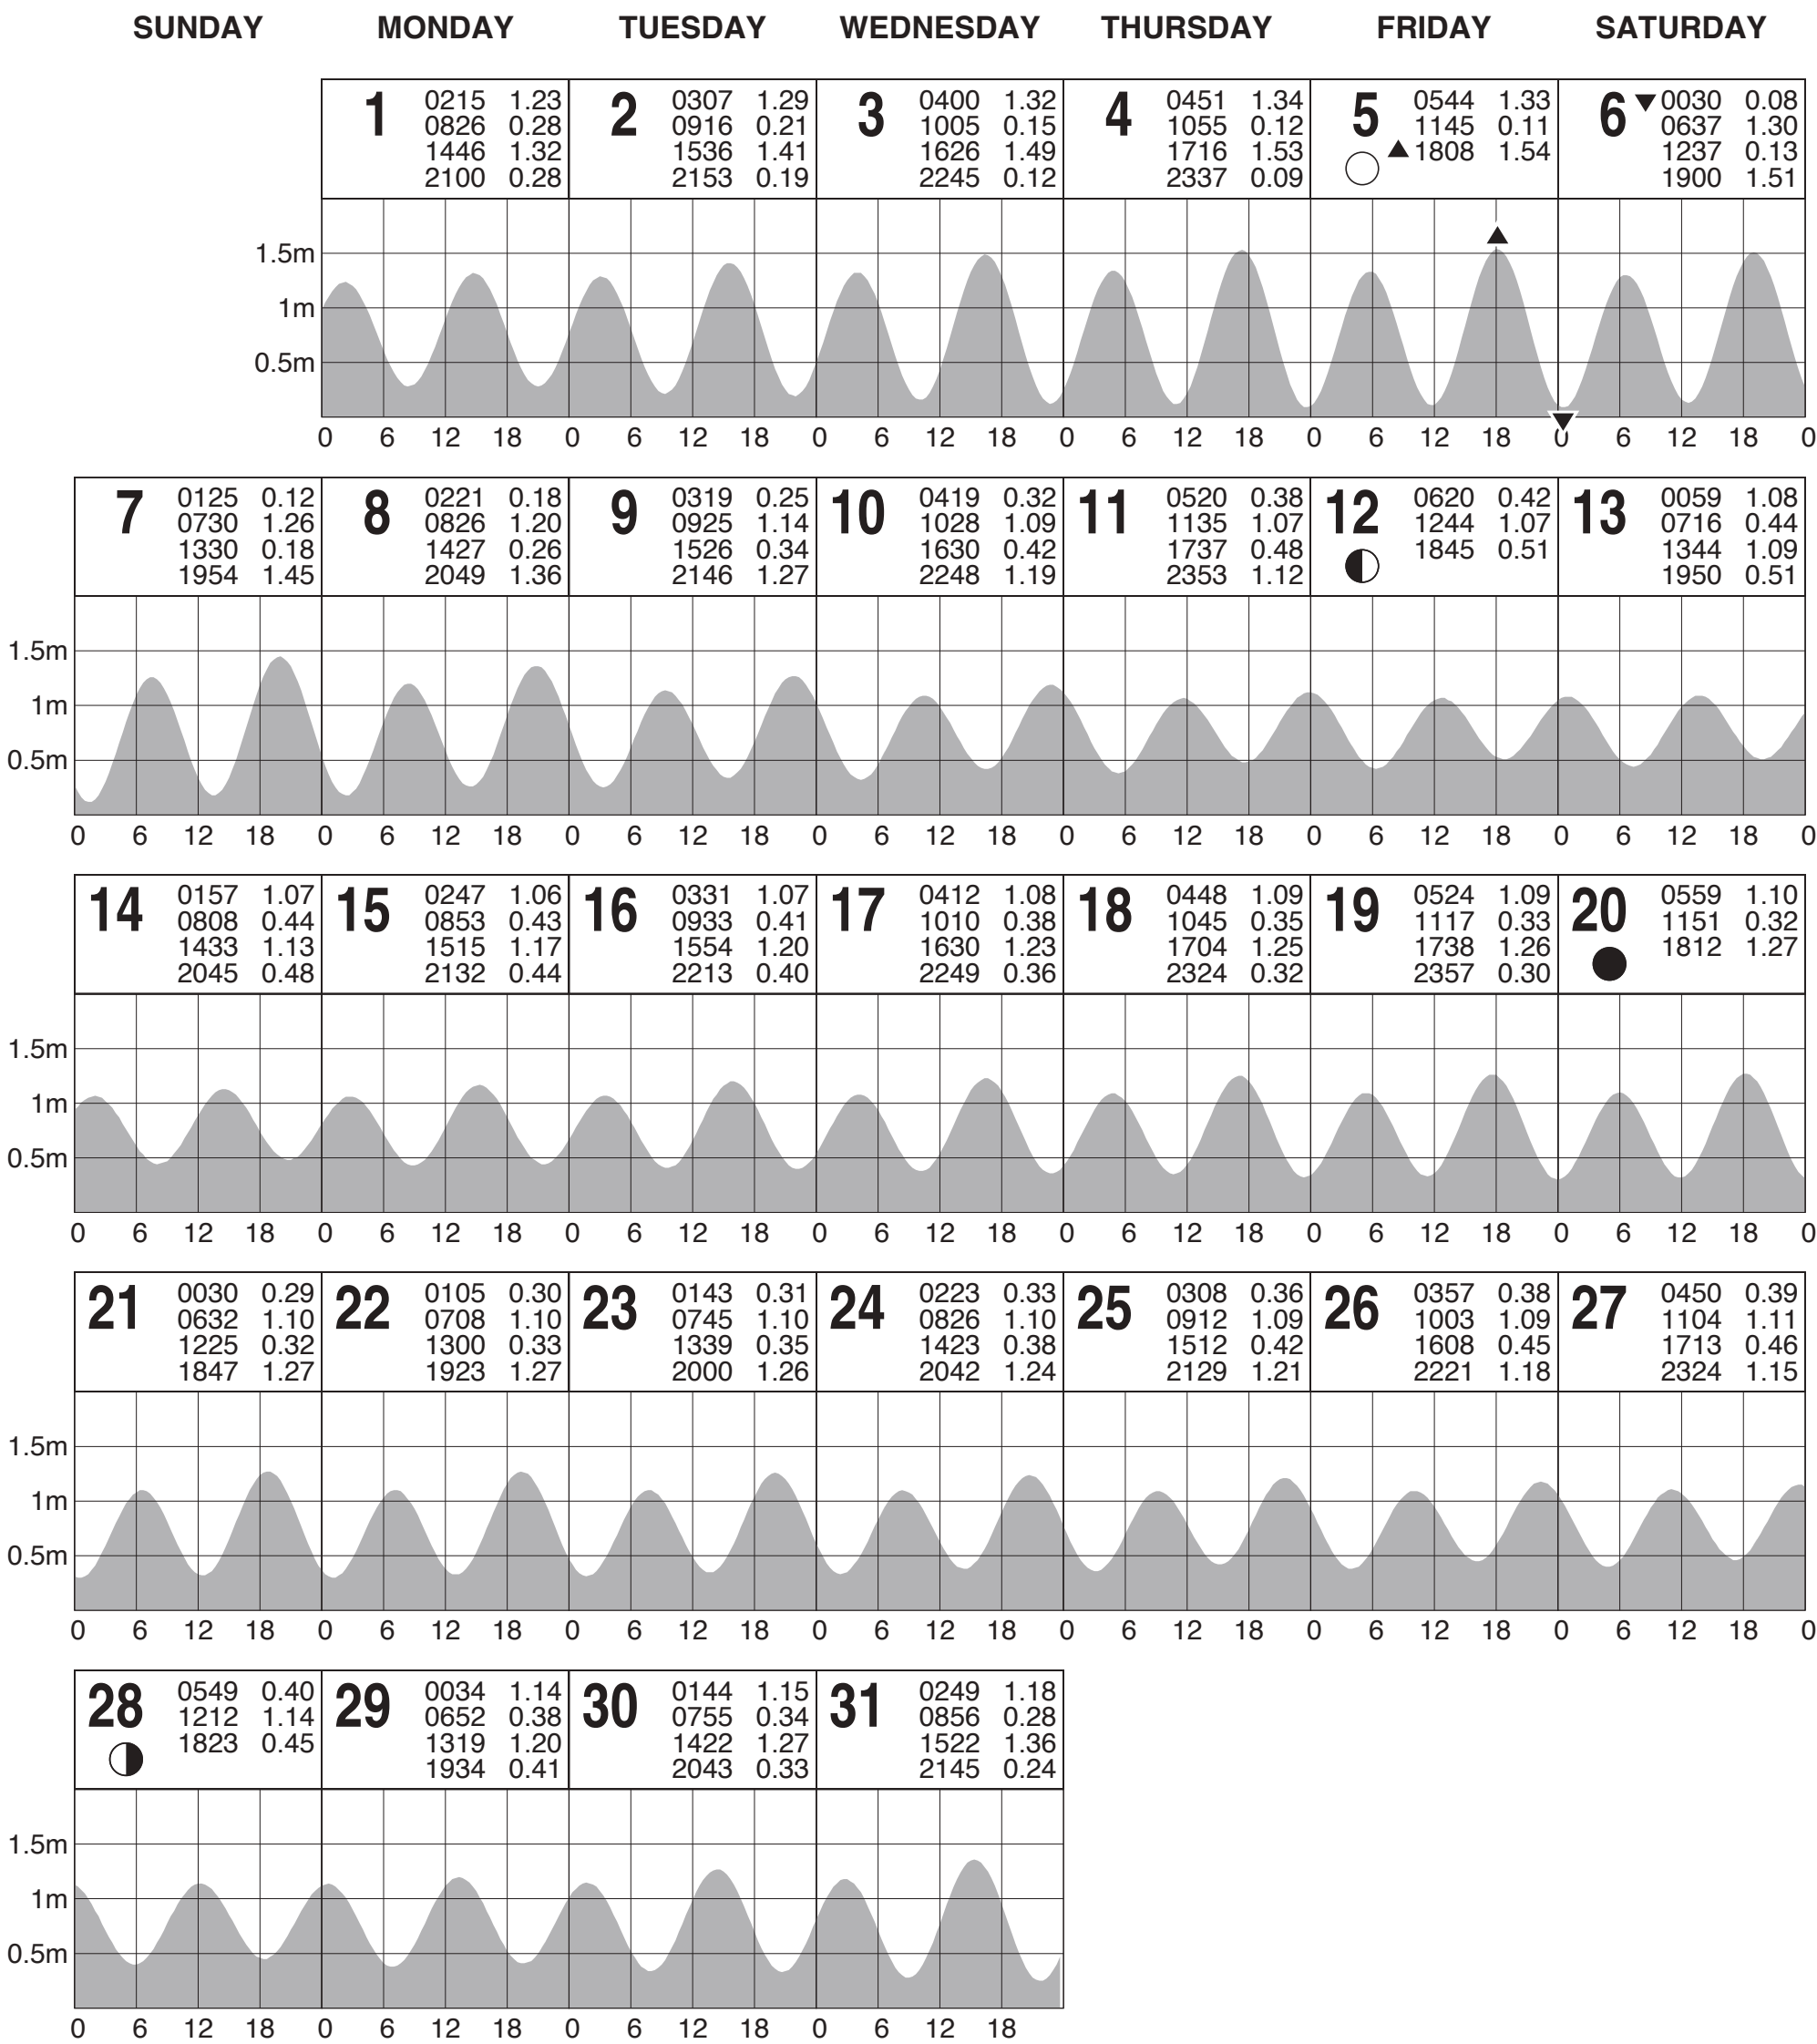 SUNDAY MONDAY TUESDAY WEDNESDAY THURSDAY FRIDAY SATURDAY
1 0215 1.23
0826 0.28
1446 1.32
2100 0.28
2 0307 1.29
0916 0.21
1536 1.41
2153 0.19
3 0400 1.32
1005 0.15
1626 1.49
2245 0.12
4 0451 1.34
1055 0.12
1716 1.53
2337 0.09
5 0544 1.33
1145 0.11
▲1808 1.54
6 ▼0030 0.08
0637 1.30
1237 0.13
1900 1.51
1.5m
1m
0.5m
0 6 12 18 0 6 12 18 0 6 12 18 0 6 12 18 0 6 12 18 0 6 12 18 0
7 0125 0.12
0730 1.26
1330 0.18
1954 1.45
8 0221 0.18
0826 1.20
1427 0.26
2049 1.36
9 0319 0.25
0925 1.14
1526 0.34
2146 1.27
10 0419 0.32
1028 1.09
1630 0.42
2248 1.19
11 0520 0.38
1135 1.07
1737 0.48
2353 1.12
12 0620 0.42
1244 1.07
1845 0.51
13 0059 1.08
0716 0.44
1344 1.09
1950 0.51
1.5m
1m
0.5m
0 6 12 18 0 6 12 18 0 6 12 18 0 6 12 18 0 6 12 18 0 6 12 18 0 6 12 18 0
14 0157 1.07
0808 0.44
1433 1.13
2045 0.48
15 0247 1.06
0853 0.43
1515 1.17
2132 0.44
16 0331 1.07
0933 0.41
1554 1.20
2213 0.40
17 0412 1.08
1010 0.38
1630 1.23
2249 0.36
18 0448 1.09
1045 0.35
1704 1.25
2324 0.32
19 0524 1.09
1117 0.33
1738 1.26
2357 0.30
20 0559 1.10
1151 0.32
1812 1.27
1.5m
1m
0.5m
0 6 12 18 0 6 12 18 0 6 12 18 0 6 12 18 0 6 12 18 0 6 12 18 0 6 12 18 0
21 0030 0.29
0632 1.10
1225 0.32
1847 1.27
22 0105 0.30
0708 1.10
1300 0.33
1923 1.27
23 0143 0.31
0745 1.10
1339 0.35
2000 1.26
24 0223 0.33
0826 1.10
1423 0.38
2042 1.24
25 0308 0.36
0912 1.09
1512 0.42
2129 1.21
26 0357 0.38
1003 1.09
1608 0.45
2221 1.18
27 0450 0.39
1104 1.11
1713 0.46
2324 1.15
1.5m
1m
0.5m
0 6 12 18 0 6 12 18 0 6 12 18 0 6 12 18 0 6 12 18 0 6 12 18 0 6 12 18 0
28 0549 0.40
1212 1.14
1823 0.45
29 0034 1.14
0652 0.38
1319 1.20
1934 0.41
30 0144 1.15
0755 0.34
1422 1.27
2043 0.33
31 0249 1.18
0856 0.28
1522 1.36
2145 0.24
1.5m
1m
0.5m
0 6 12 18 0 6 12 18 0 6 12 18 0 6 12 18